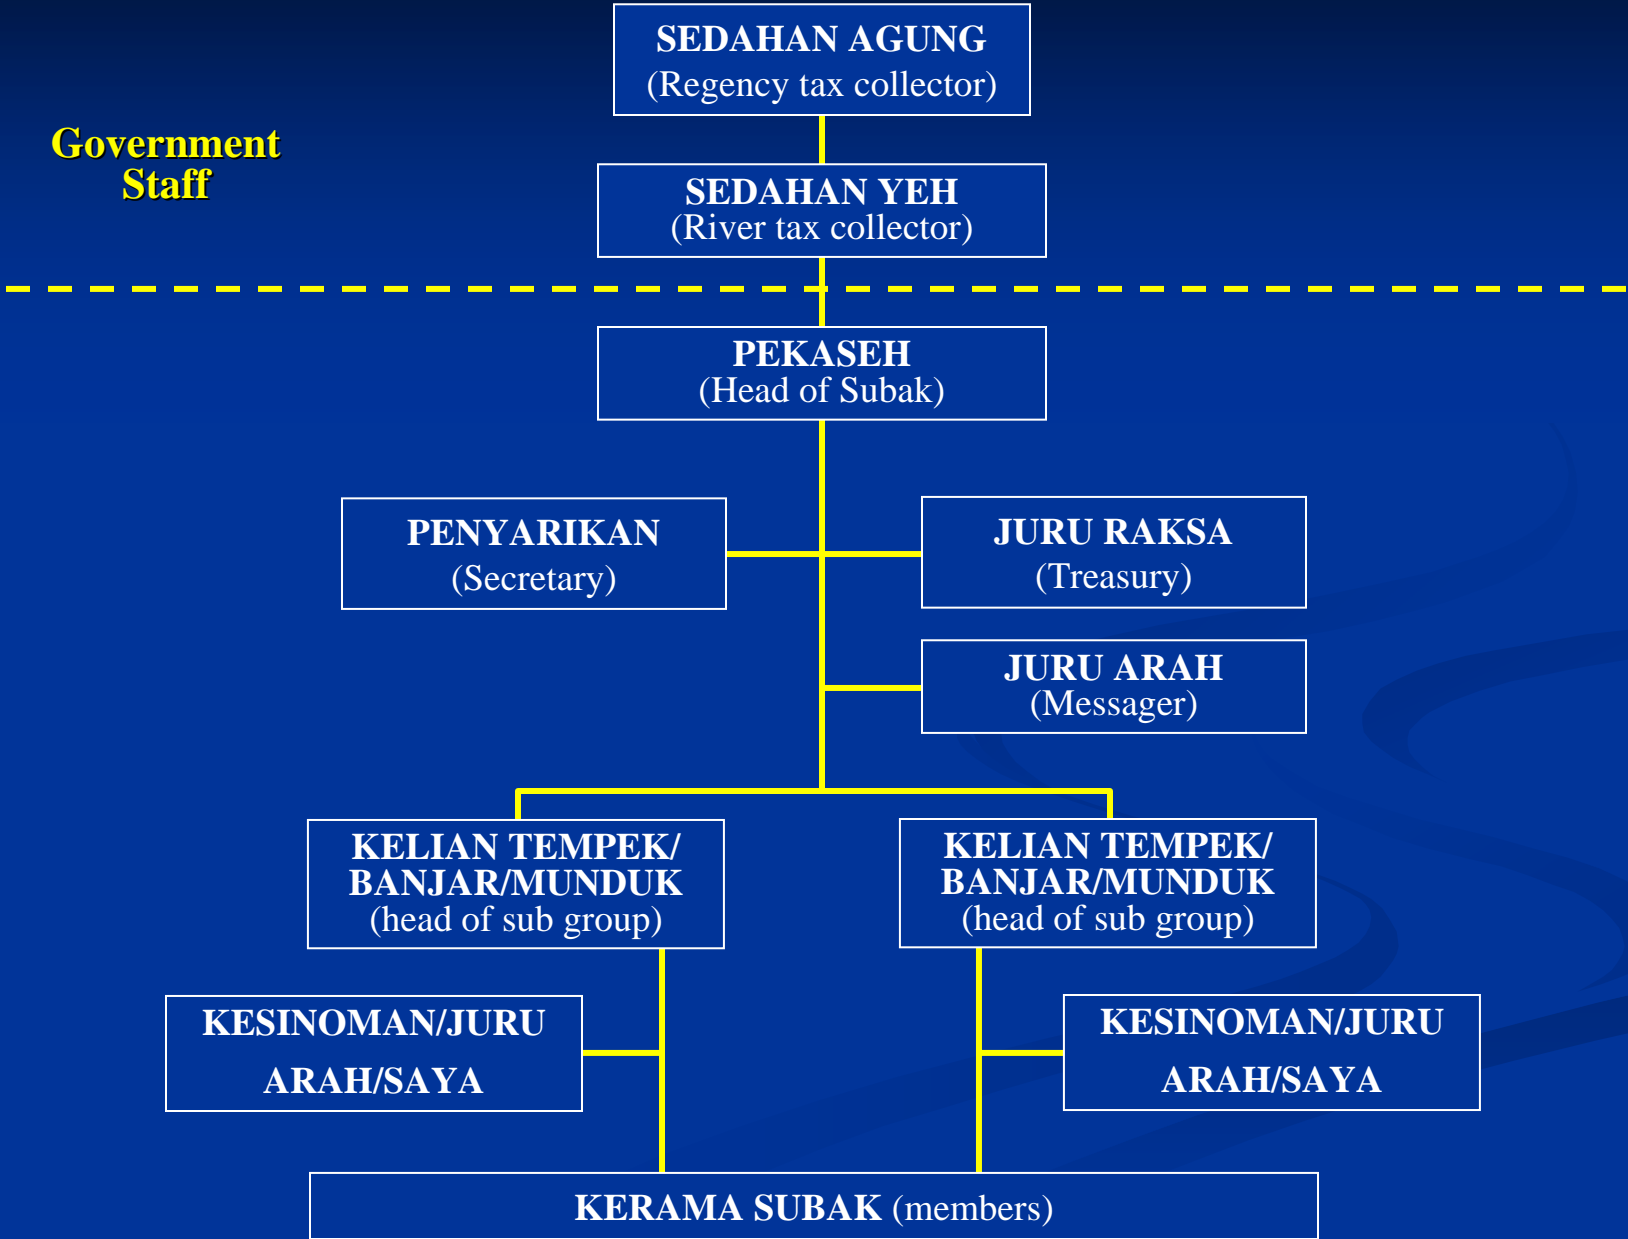 SEDAHAN AGUNG
(Regency tax collector)
Government
Staff
SEDAHAN YEH
(River tax collector)
PEKASEH
(Head of Subak)
PENYARIKAN
(Secretary)
JURU RAKSA
(Treasury)
JURU ARAH
(Messager)
KELIAN TEMPEK/
BANJAR/MUNDUK
(head of sub group)
KELIAN TEMPEK/
BANJAR/MUNDUK
(head of sub group)
KESINOMAN/JURU
ARAH/SAYA
KESINOMAN/JURU
ARAH/SAYA
KERAMA SUBAK (members)